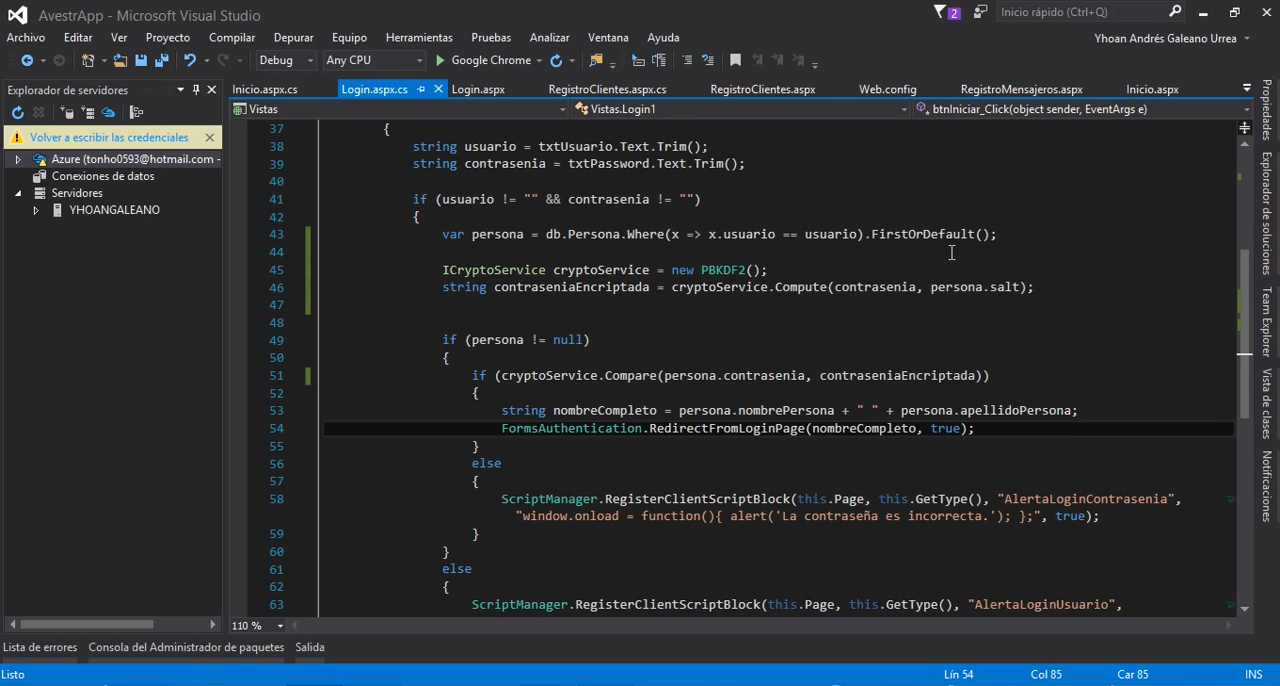 AvestrApp - Microsoft Visual Studio
2
Inicio rápido (Ctrl+Q)
Archivo Editar Ver Proyecto Compilar Depurar Equipo Herramientas Pruebas Analizar Ventana Ayuda
Yhoan Andrés Galeano Urrea
Debug Any CPU Google Chrome
Explorador de servidores
Volver a escribir las credenciales
Azure (tonho0593@hotmail.com -
Conexiones de datos
Servidores
YHOANGALEANO
Inicio.aspx.cs Login.aspx.cs Login.aspx RegistroClientes.aspx.cs RegistroClientes.aspx Web.config RegistroMensajeros.aspx Inicio.aspx
Vistas Vistas.Login1 btnIniciar_Click(object sender, EventArgs e)
37 {
38 string usuario = txtUsuario.Text.Trim();
39 string contrasenia = txtPassword.Text.Trim();
40
41 if (usuario != "" && contrasenia != "")
42 {
43 var persona = db.Persona.Where(x => x.usuario == usuario).FirstOrDefault();
44
45 ICryptoService cryptoService = new PBKDF2();
46 string contraseniaEncriptada = cryptoService.Compute(contrasenia, persona.salt);
47
48
49 if (persona != null)
50 {
51 if (cryptoService.Compare(persona.contrasenia, contraseniaEncriptada))
52 {
53 string nombreCompleto = persona.nombrePersona + " " + persona.apellidoPersona;
54 FormsAuthentication.RedirectFromLoginPage(nombreCompleto, true);
55 }
56 else
57 {
58 ScriptManager.RegisterClientScriptBlock(this.Page, this.GetType(), "AlertaLoginContrasenia",
"window.onload = function(){ alert('La contraseña es incorrecta.'); };", true);
59 }
60 }
61 else
62 {
63 ScriptManager.RegisterClientScriptBlock(this.Page, this.GetType(), "AlertaLoginUsuario",
110 %
Lista de errores Consola del Administrador de paquetes Salida
Listo Lín 54 Col 85 Car 85 INS
Propiedades
Explorador de soluciones
Team Explorer
Vista de clases
Notificaciones